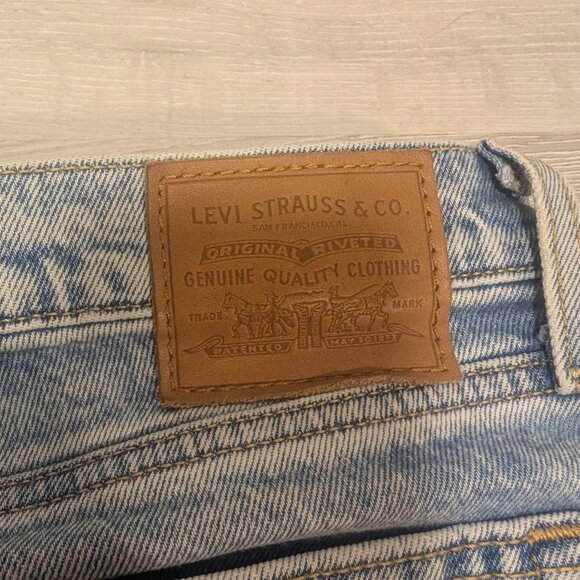 LEVI STRAUSS & CO.
SAN FRANCISCO, CAL.
ORIGINAL RIVETED
GENUINE QUALITY CLOTHING
TRADE MARK
PATENTED MAY 20 1873